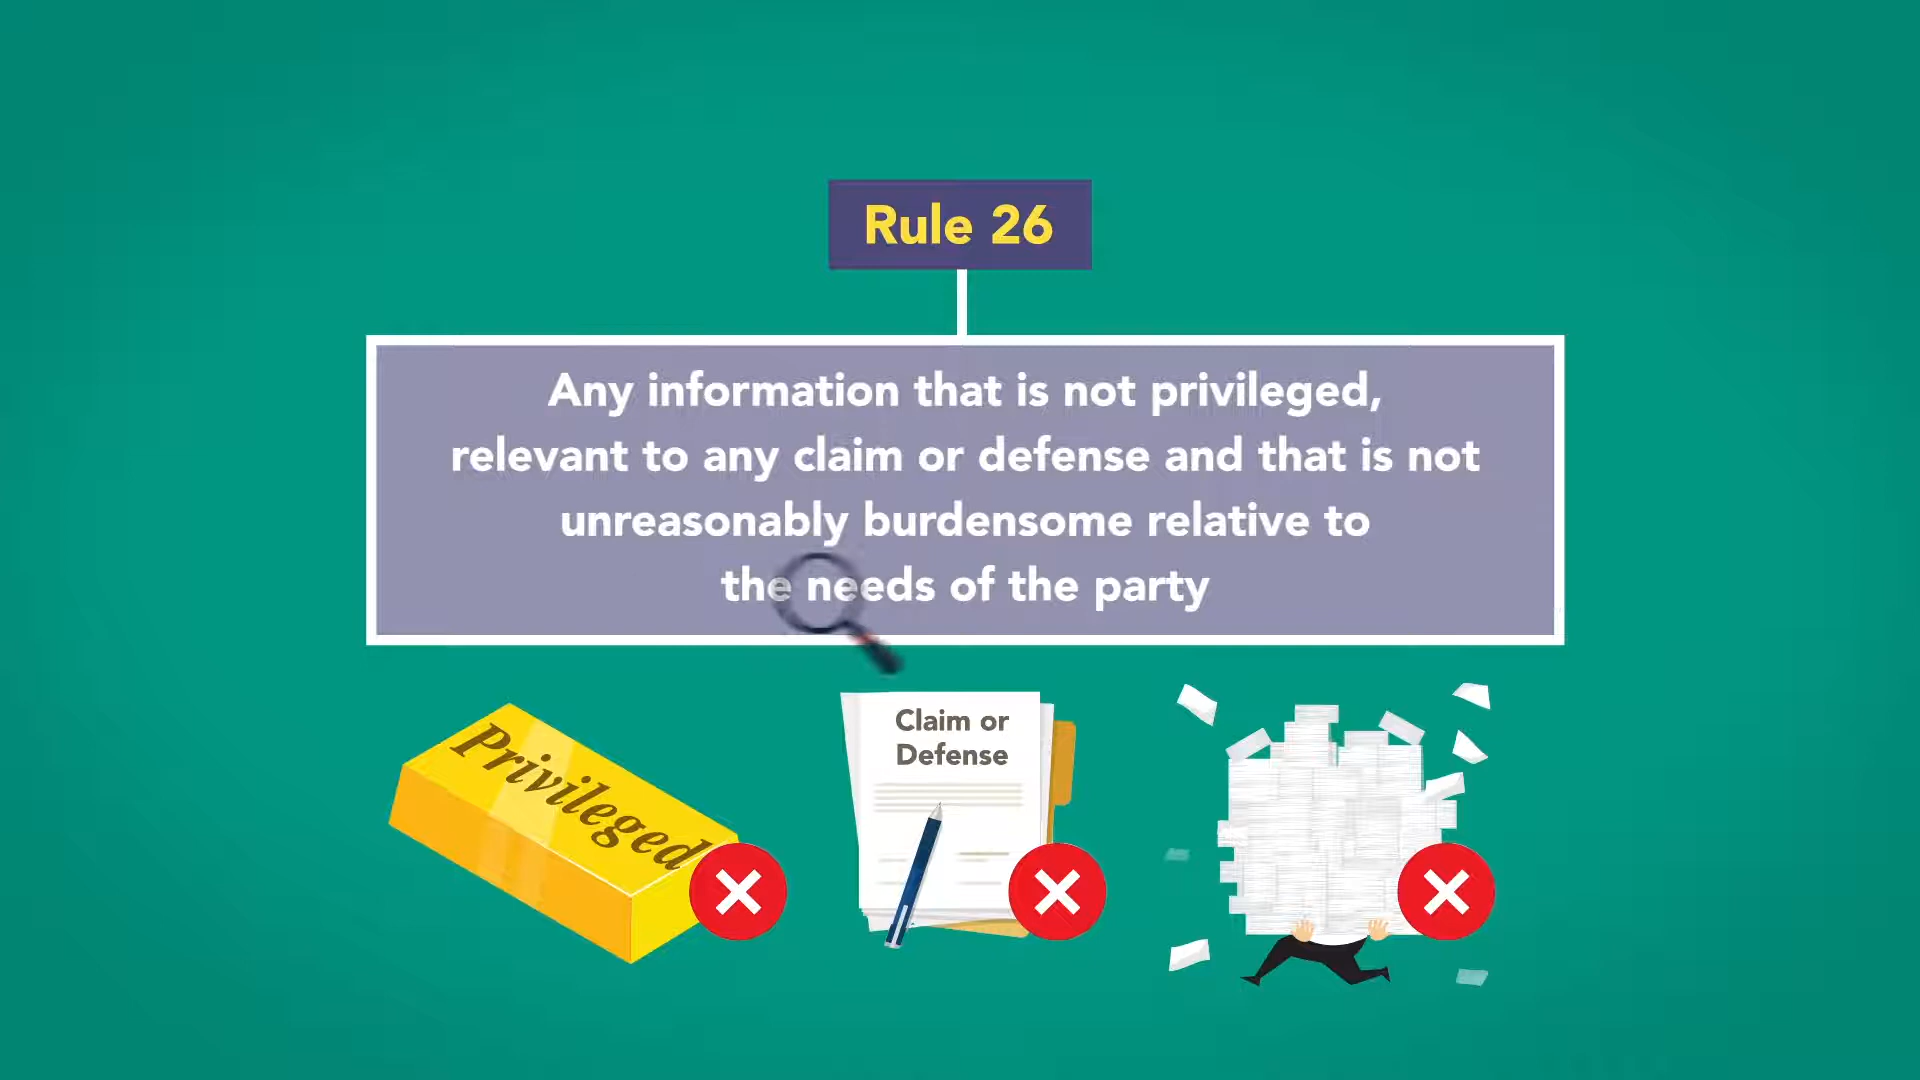 Rule 26
Any information that is not privileged,
relevant to any claim or defense and that is not
unreasonably burdensome relative to
the needs of the party
Privileged
Claim or
Defense